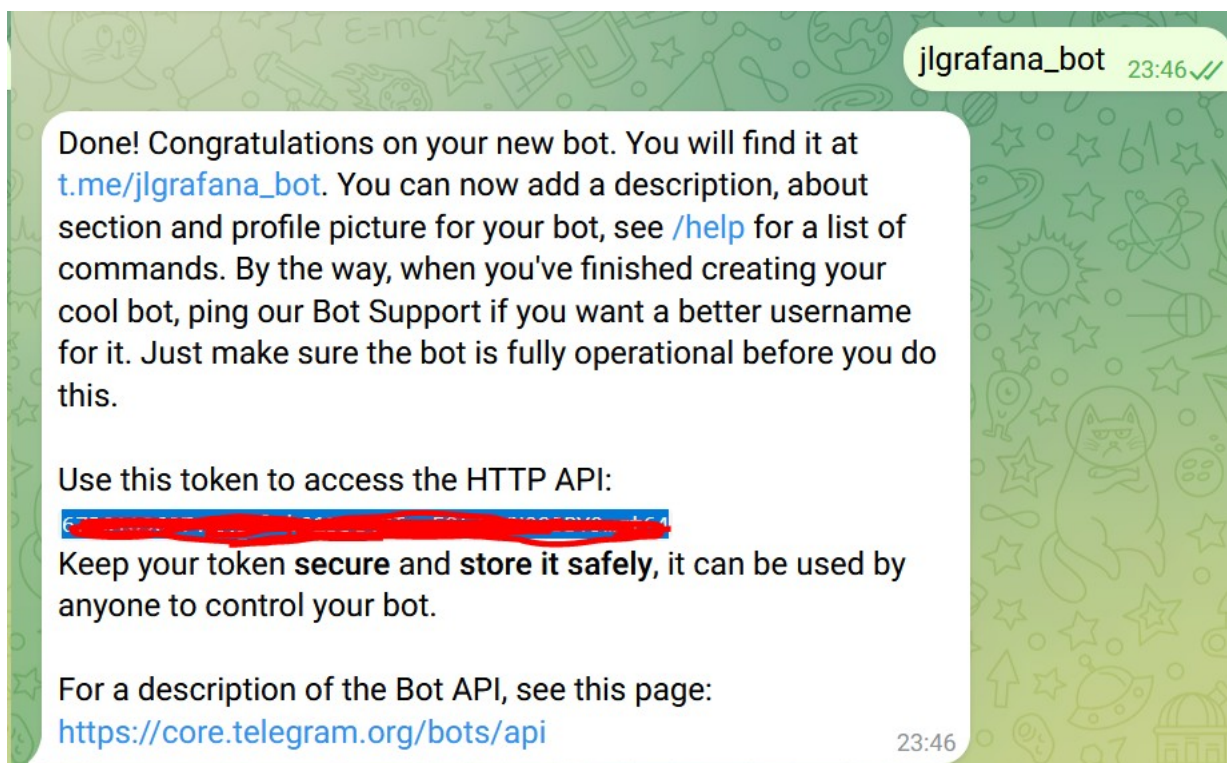 E=mc²
jlgrafana_bot 23:46
Done! Congratulations on your new bot. You will find it at
t.me/jlgrafana_bot. You can now add a description, about
section and profile picture for your bot, see /help for a list of
commands. By the way, when you've finished creating your
cool bot, ping our Bot Support if you want a better username
for it. Just make sure the bot is fully operational before you do
this.
Use this token to access the HTTP API:
Keep your token secure and store it safely, it can be used by
anyone to control your bot.
For a description of the Bot API, see this page:
https://core.telegram.org/bots/api
23:46